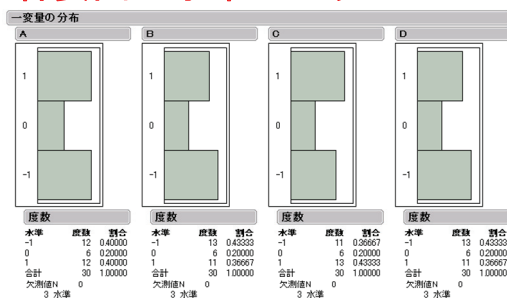 一変量の分布
A B C D
1 1 1 1
0 0 0 0
-1 -1 -1 -1
度数 度数 度数 度数
水準 度数 割合 水準 度数 割合 水準 度数 割合 水準 度数 割合
-1 12 0.40000 -1 13 0.43333 -1 11 0.36667 -1 13 0.43333
0 6 0.20000 0 6 0.20000 0 6 0.20000 0 6 0.20000
1 12 0.40000 1 11 0.36667 1 13 0.43333 1 11 0.36667
合計 30 1.00000 合計 30 1.00000 合計 30 1.00000 合計 30 1.00000
欠測値N 0 欠測値N 0 欠測値N 0 欠測値N 0
3 水準 3 水準 3 水準 3 水準